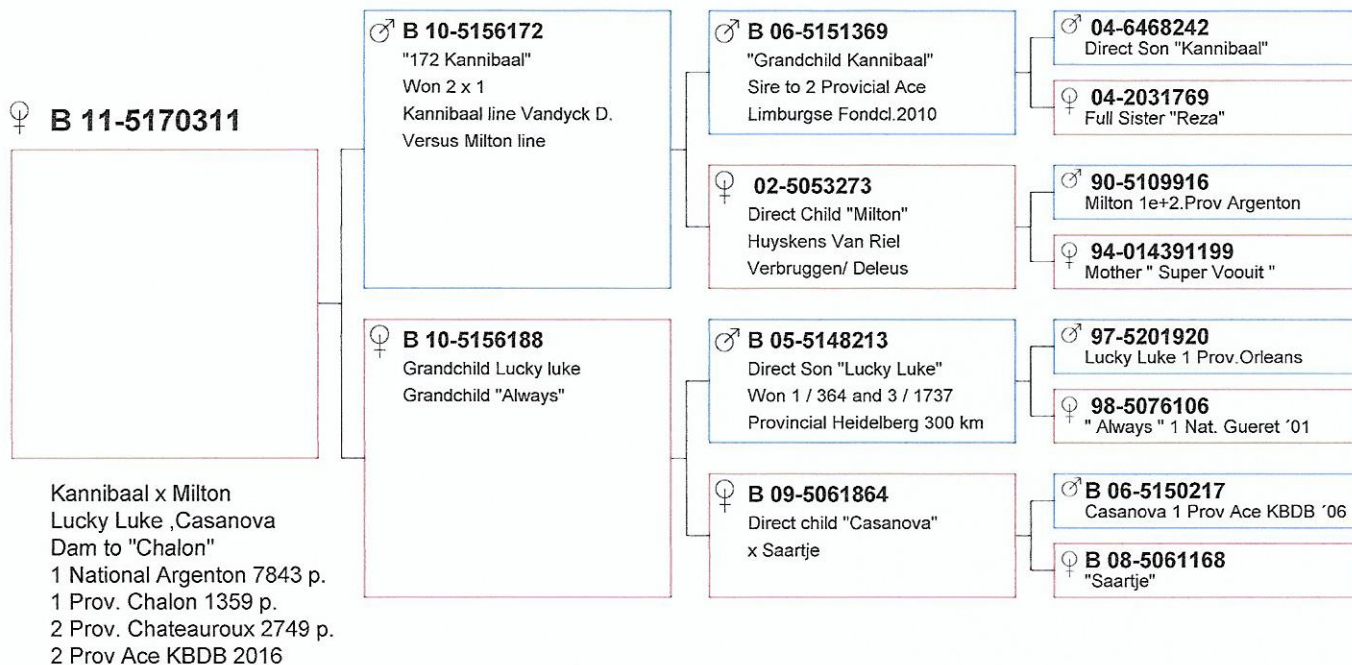 B 11-5170311
Kannibaal x Milton
Lucky Luke ,Casanova
Dam to "Chalon"
1 National Argenton 7843 p.
1 Prov. Chalon 1359 p.
2 Prov. Chateauroux 2749 p.
2 Prov Ace KBDB 2016
B 10-5156172
"172 Kannibaal"
Won 2 x 1
Kannibaal line Vandyck D.
Versus Milton line
B 10-5156188
Grandchild Lucky luke
Grandchild "Always"
B 06-5151369
"Grandchild Kannibaal"
Sire to 2 Provicial Ace
Limburgse Fondcl.2010
02-5053273
Direct Child "Milton"
Huyskens Van Riel
Verbruggen/ Deleus
B 05-5148213
Direct Son "Lucky Luke"
Won 1 / 364 and 3 / 1737
Provincial Heidelberg 300 km
B 09-5061864
Direct child "Casanova"
x Saartje
04-6468242
Direct Son "Kannibaal"
04-2031769
Full Sister "Reza"
90-5109916
Milton 1e+2.Prov Argenton
94-014391199
Mother " Super Voouit "
97-5201920
Lucky Luke 1 Prov.Orleans
98-5076106
" Always " 1 Nat. Gueret ´01
B 06-5150217
Casanova 1 Prov Ace KBDB ´06
B 08-5061168
"Saartje"